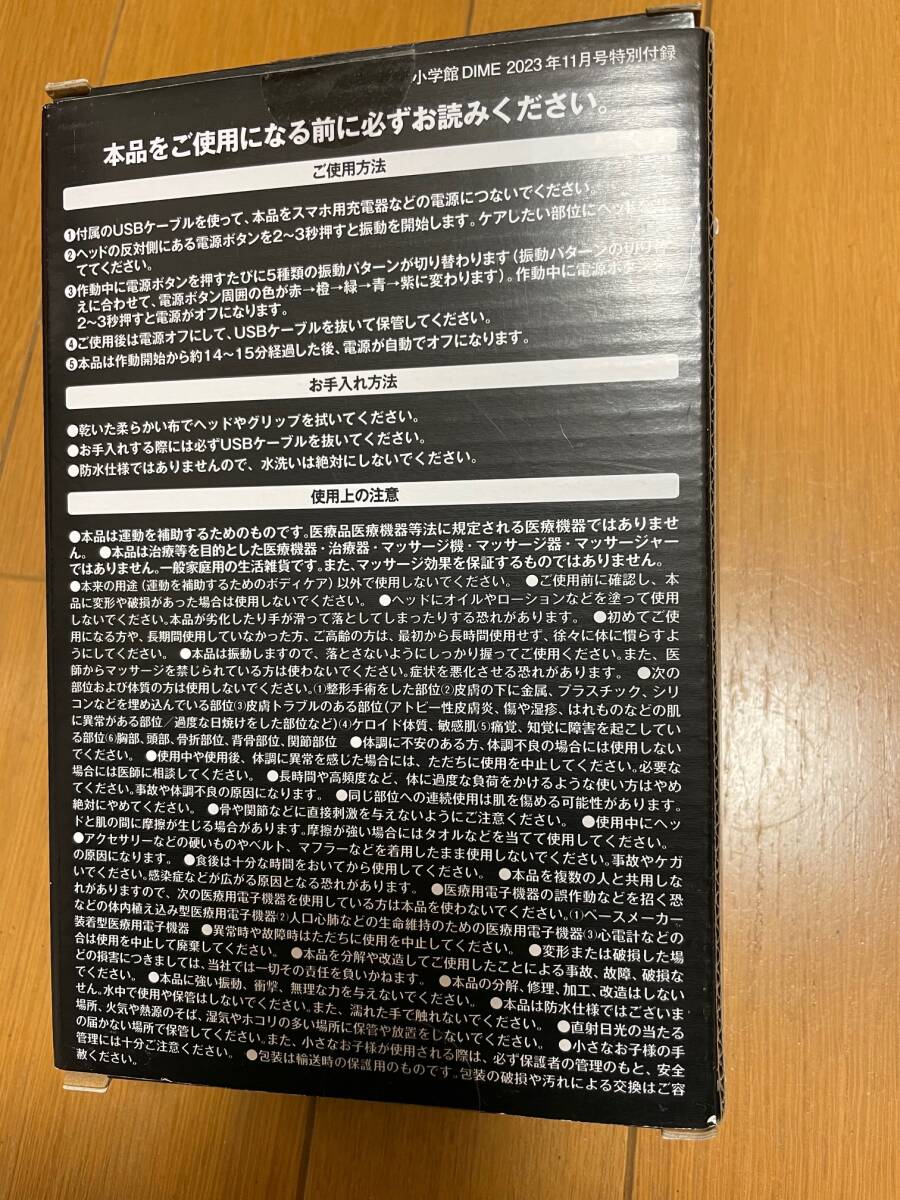 小学館DIME 2023年11月号特別付録
本品をご使用になる前に必ずお読みください。
ご使用方法
❶付属のUSBケーブルを使って、本品をスマホ用充電器などの電源につないでください。
❷ヘッドの反対側にある電源ボタンを2〜3秒押すと振動を開始します。ケアしたい部位にヘッド
ててください。
❸作動中に電源ボタンを押すたびに5種類の振動パターンが切り替わります（振動パターンの切り
えに合わせて、電源ボタン周囲の色が赤→橙→緑→青→紫に変わります）。作動中に電源ボ
2〜3秒押すと電源がオフになります。
❹ご使用後は電源オフにして、USBケーブルを抜いて保管してください。
❺本品は作動開始から約14〜15分経過した後、電源が自動でオフになります。
お手入れ方法
●乾いた柔らかい布でヘッドやグリップを拭いてください。
●お手入れする際には必ずUSBケーブルを抜いてください。
●防水仕様ではありませんので、水洗いは絶対にしないでください。
使用上の注意
●本品は運動を補助するためのものです。医療品医療機器等法に規定される医療機器ではありませ
ん。 ●本品は治療等を目的とした医療機器・治療器・マッサージ機・マッサージ器・マッサージャー
ではありません。一般家庭用の生活雑貨です。また、マッサージ効果を保証するものではありません。
●本来の用途（運動を補助するためのボディケア）以外で使用しないでください。 ●ご使用前に確認し、本
品に変形や破損があった場合は使用しないでください。 ●ヘッドにオイルやローションなどを塗って使用
しないでください。本品が劣化したり手が滑って落としてしまったりする恐れがあります。 ●初めてご使
用になる方や、長期間使用していなかった方、ご高齢の方は、最初から長時間使用せず、徐々に体に慣らすよ
うにしてください。 ●本品は振動しますので、落とさないようにしっかり握ってご使用ください。また、医
師からマッサージを禁じられている方は使わないでください。症状を悪化させる恐れがあります。 ●次の
部位および体質の方は使用しないでください。①整形手術をした部位②皮膚の下に金属、プラスチック、シリ
コンなどを埋め込んでいる部位③皮膚トラブルのある部位（アトピー性皮膚炎、傷や湿疹、はれものなどの肌
に異常がある部位／過度な日焼けをした部位など）④ケロイド体質、敏感肌⑤痛覚、知覚に障害を起こしてい
る部位⑥胸部、頭部、骨折部位、背骨部位、関節部位 ●体調に不安のある方、体調不良の場合には使用しない
でください。 ●使用中や使用後、体調に異常を感じた場合には、ただちに使用を中止してください。必要な
場合には医師に相談してください。 ●長時間や高頻度など、体に過度な負荷をかけるような使い方はやめ
てください。事故や体調不良の原因になります。 ●同じ部位への連続使用は肌を傷める可能性があります。
絶対にやめてください。 ●骨や関節などに直接刺激を与えないようにご注意ください。 ●使用中にヘッ
ドと肌の間に摩擦が生じる場合があります。摩擦が強い場合にはタオルなどを当てて使用してください。
●アクセサリーなどの硬いものやベルト、マフラーなどを着用したまま使用しないでください。事故やケガ
の原因になります。 ●食後は十分な時間をおいてから使用してください。 ●本品を複数の人と共用しな
いでください。感染症などが広がる原因となる恐れがあります。 ●医療用電子機器の誤作動などを招く恐
れがありますので、次の医療用電子機器を使用している方は本品を使わないでください。①ペースメーカー
などの体内植え込み型医療用電子機器②人口心肺などの生命維持のための医療用電子機器③心電計などの
装着型医療用電子機器 ●異常時や故障時はただちに使用を中止してください。 ●変形または破損した場
合は使用を中止して廃棄してください。 ●本品を分解や改造してご使用したことによる事故、故障、破損な
どの損害につきましては、当社では一切その責任を負いかねます。 ●本品の分解、修理、加工、改造はしない
でください。 ●本品に強い振動、衝撃、無理な力を与えないでください。 ●本品は防水仕様ではございま
せん。水中で使用や保管はしないでください。また、濡れた手で触れないでください。 ●直射日光の当たる
場所、火気や熱源のそば、湿気やホコリの多い場所に保管や放置をしないでください。 ●小さなお子様の手
の届かない場所で保管してください。また、小さなお子様が使用される際は、必ず保護者の管理のもと、安全
管理には十分ご注意ください。 ●包装は輸送時の保護用のものです。包装の破損や汚れによる交換はご容
赦ください。